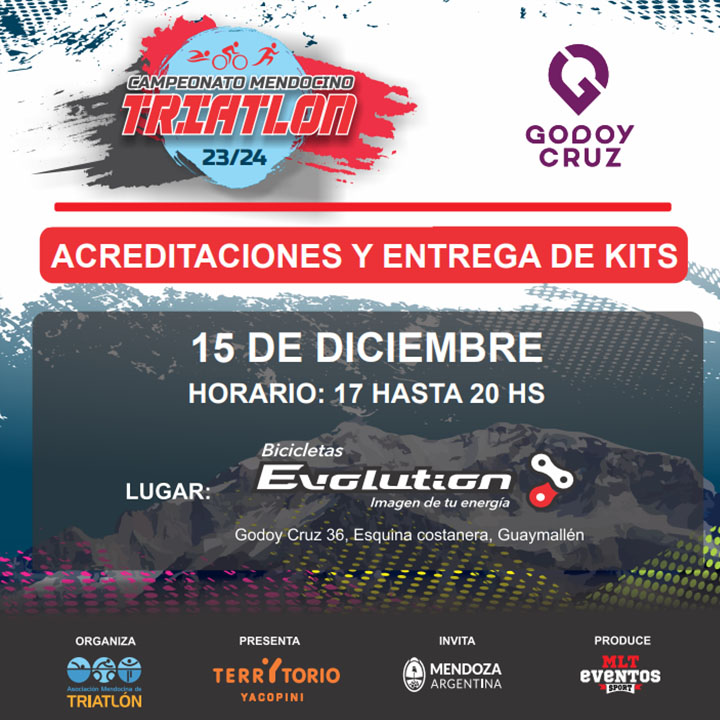 CAMPEONATO MENDOCINO
TRIATLON
23/24
GODOY
CRUZ
ACREDITACIONES Y ENTREGA DE KITS
15 DE DICIEMBRE
HORARIO: 17 HASTA 20 HS
LUGAR:
Bicicletas
Evolution
Imagen de tu energía
Godoy Cruz 36, Esquina costanera, Guaymallén
ORGANIZA
Asociación Mendocina de
TRIATLÓN
PRESENTA
TERRITORIO
YACOPINI
INVITA
MENDOZA
ARGENTINA
PRODUCE
MLT
eventos
SPORT